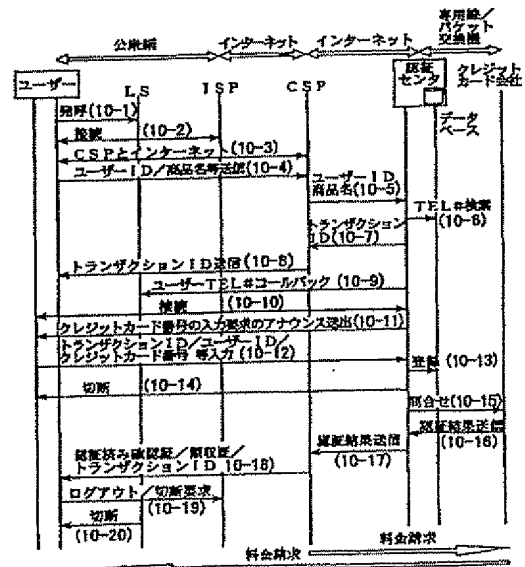 専用線/
パケット
交換機
公衆網
インターネット
インターネット
ユーザー
LS
ISP
CSP
認証
センタ
クレジット
カード会社
データ
ベース
発呼(10-1)
接続 (10-2)
CSPとインターネット(10-3)
ユーザーID/商品名等送信(10-4)
ユーザーID
商品名(10-5)
TEL#検索
(10-6)
トランザクション
ID(10-7)
トランザクションID送信(10-8)
ユーザーTEL#コールバック(10-9)
接続 (10-10)
クレジットカード番号の入力要求のアナウンス送出(10-11)
トランザクションID/ユーザーID/
クレジットカード番号 等入力(10-12)
登録(10-13)
切断 (10-14)
問合せ(10-15)
認証結果送信
(10-16)
認証結果送信
(10-17)
認証済み確認証/領収証/
トランザクションID 10-18)
ログアウト/切断要求
(10-19)
切断
(10-20)
料金請求
料金請求